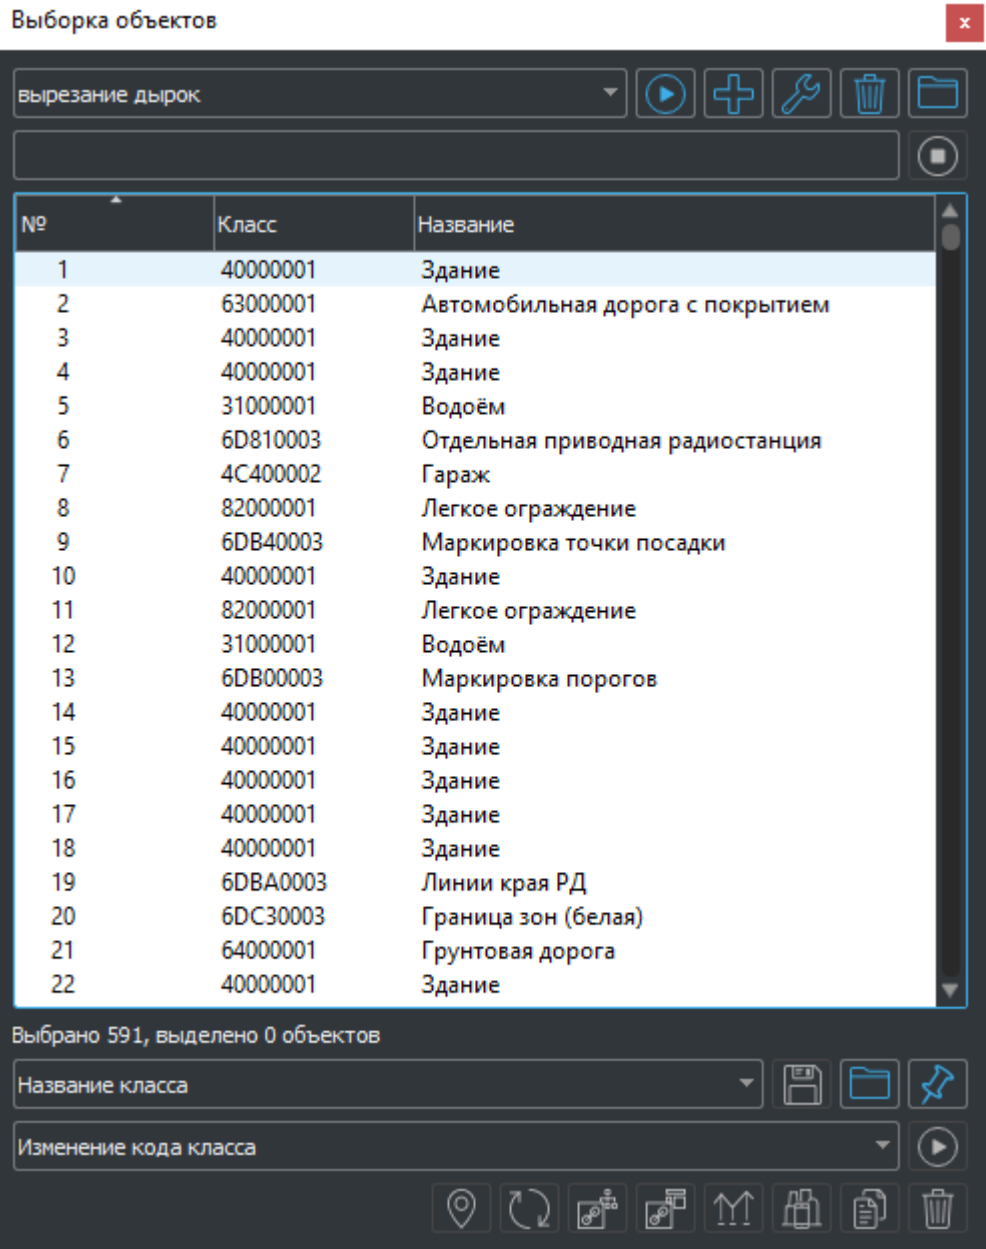 Выборка объектов
x
вырезание дырок
№ Класс Название
1 40000001 Здание
2 63000001 Автомобильная дорога с покрытием
3 40000001 Здание
4 40000001 Здание
5 31000001 Водоём
6 6D810003 Отдельная приводная радиостанция
7 4C400002 Гараж
8 82000001 Легкое ограждение
9 6DB40003 Маркировка точки посадки
10 40000001 Здание
11 82000001 Легкое ограждение
12 31000001 Водоём
13 6DB00003 Маркировка порогов
14 40000001 Здание
15 40000001 Здание
16 40000001 Здание
17 40000001 Здание
18 40000001 Здание
19 6DBA0003 Линии края РД
20 6DC30003 Граница зон (белая)
21 64000001 Грунтовая дорога
22 40000001 Здание
Выбрано 591, выделено 0 объектов
Название класса
Изменение кода класса